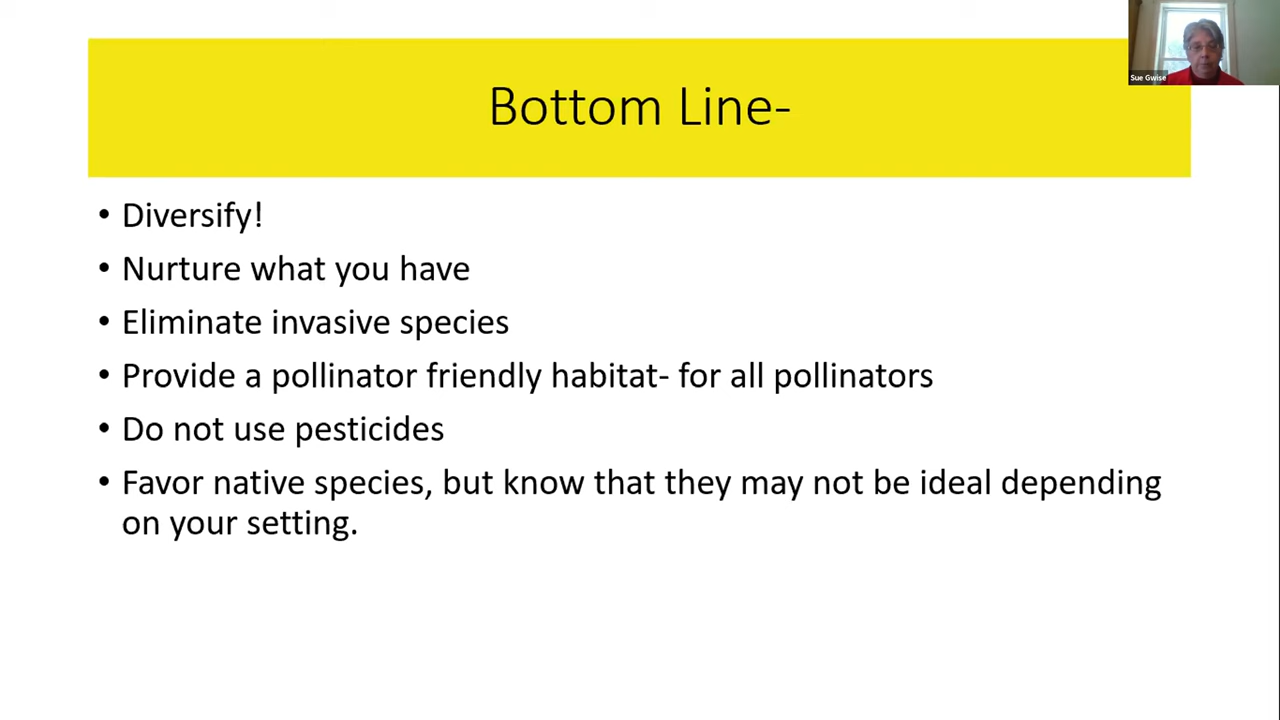 Sue Gwise
Bottom Line-
• Diversify!
• Nurture what you have
• Eliminate invasive species
• Provide a pollinator friendly habitat- for all pollinators
• Do not use pesticides
• Favor native species, but know that they may not be ideal depending
on your setting.